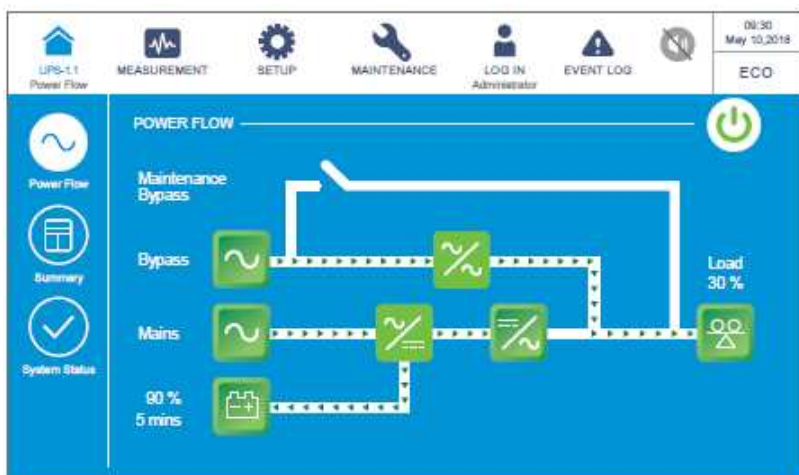 09:30
May 10,2018
UPS-1.1
Power Flow
MEASUREMENT
SETUP
MAINTENANCE
LOG IN
Administrator
EVENT LOG
ECO
POWER FLOW
Power Flow
Summary
System Status
Maintenance
Bypass
Bypass
Load
30 %
Mains
90 %
5 mins